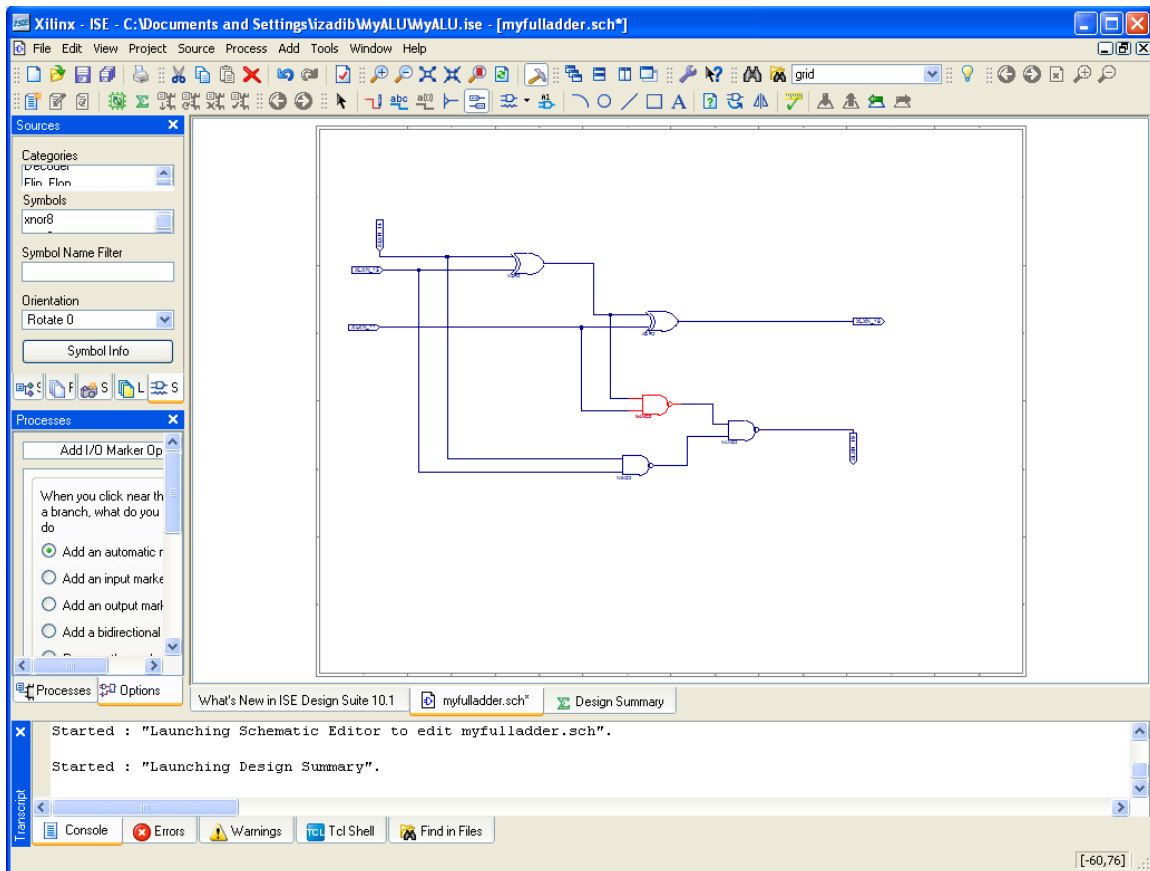 Xilinx - ISE - C:\Documents and Settings\izadib\MyALU\MyALU.ise - [myfulladder.sch*]
File Edit View Project Source Process Add Tools Window Help
grid
Sources
Categories
Decoder
Flip_Flop
Symbols
xnor8
Symbol Name Filter
Orientation
Rotate 0
Symbol Info
S F S L S
Processes
Add I/O Marker Op
When you click near th
a branch, what do you
do
Add an automatic r
Add an input marke
Add an output mark
Add a bidirectional
Processes Options
What's New in ISE Design Suite 10.1 myfulladder.sch* Design Summary
Started : "Launching Schematic Editor to edit myfulladder.sch".
Started : "Launching Design Summary".
Transcript
Console Errors Warnings Tcl Shell Find in Files
[-60,76]